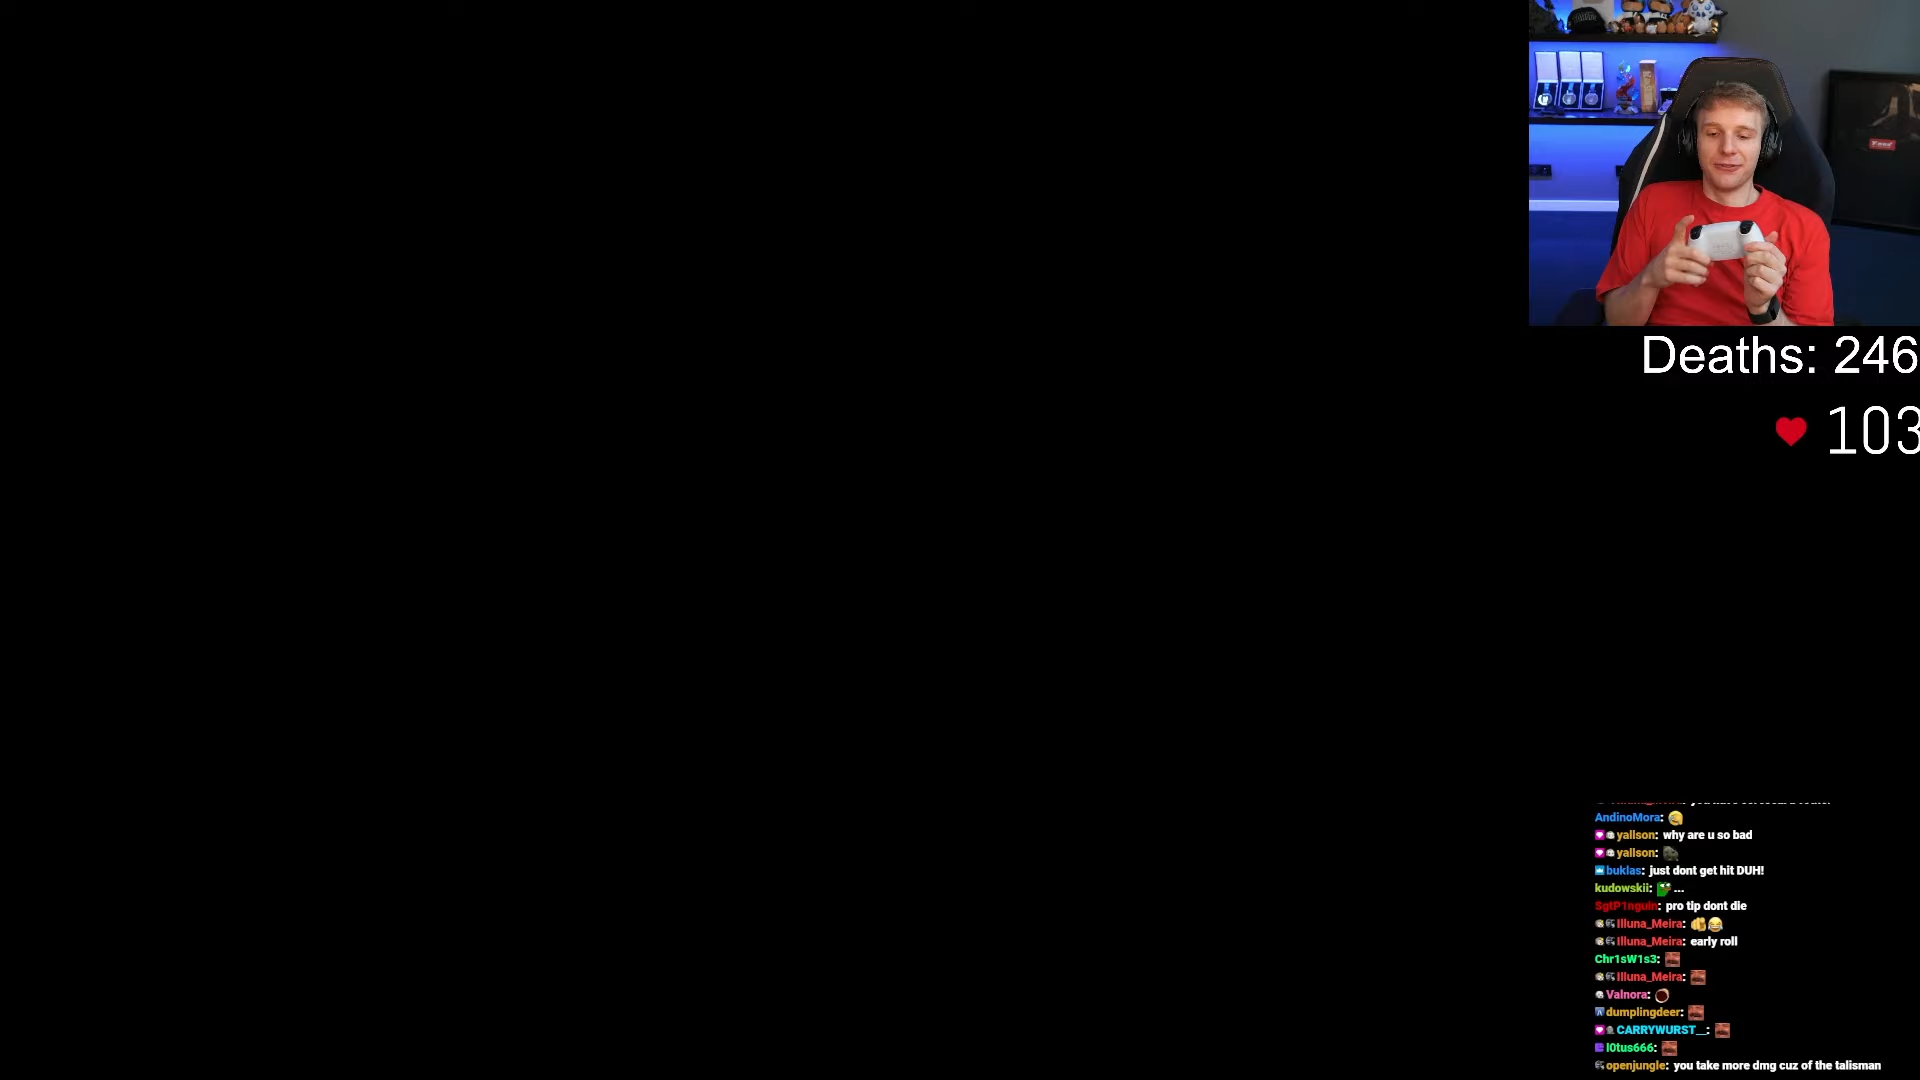 Deaths: 246
103
AndinoMora:
yallson: why are u so bad
yallson:
buklas: just dont get hit DUH!
kudowskii: ...
SgtP1nguin: pro tip dont die
Illuna_Meira:
Illuna_Meira: early roll
Chr1sW1s3:
Illuna_Meira:
Valnora:
dumplingdeer:
CARRYWURST__:
l0tus666:
openjungle: you take more dmg cuz of the talisman